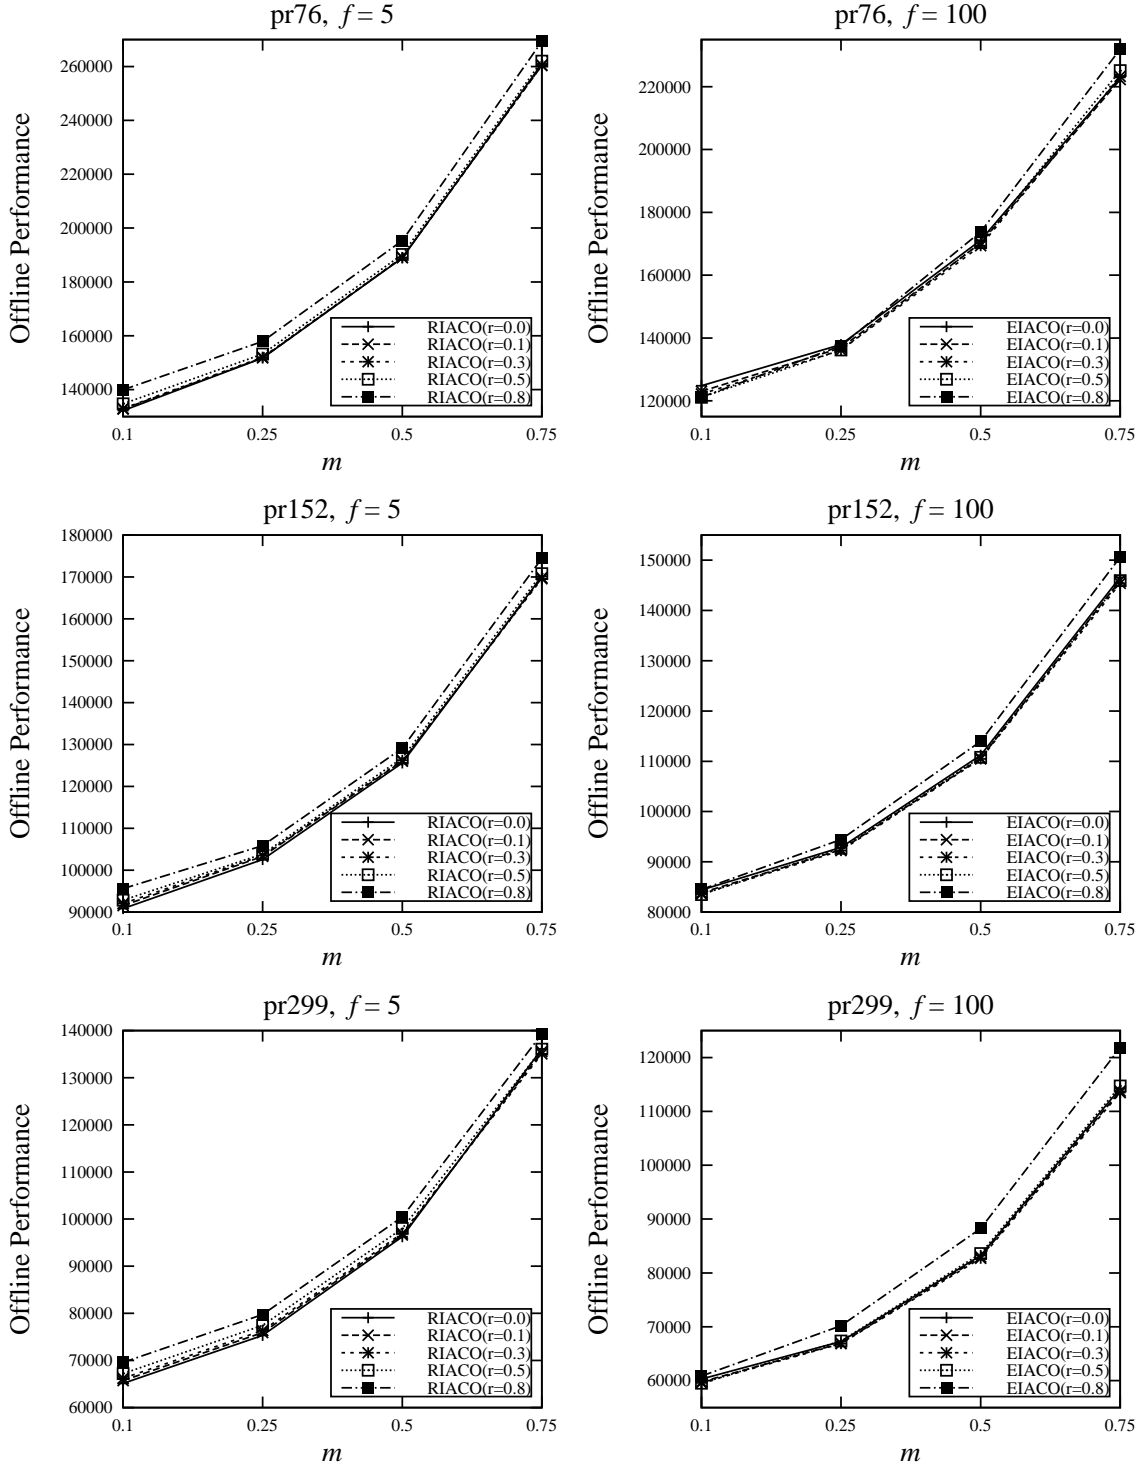 pr76, f = 5
Offline Performance
260000
240000
220000
200000
180000
160000
140000
RIACO(r=0.0)
RIACO(r=0.1)
RIACO(r=0.3)
RIACO(r=0.5)
RIACO(r=0.8)
0.1 0.25 0.5 0.75
m
pr76, f = 100
Offline Performance
220000
200000
180000
160000
140000
120000
EIACO(r=0.0)
EIACO(r=0.1)
EIACO(r=0.3)
EIACO(r=0.5)
EIACO(r=0.8)
0.1 0.25 0.5 0.75
m
pr152, f = 5
Offline Performance
180000
170000
160000
150000
140000
130000
120000
110000
100000
90000
RIACO(r=0.0)
RIACO(r=0.1)
RIACO(r=0.3)
RIACO(r=0.5)
RIACO(r=0.8)
0.1 0.25 0.5 0.75
m
pr152, f = 100
Offline Performance
150000
140000
130000
120000
110000
100000
90000
80000
EIACO(r=0.0)
EIACO(r=0.1)
EIACO(r=0.3)
EIACO(r=0.5)
EIACO(r=0.8)
0.1 0.25 0.5 0.75
m
pr299, f = 5
Offline Performance
140000
130000
120000
110000
100000
90000
80000
70000
60000
RIACO(r=0.0)
RIACO(r=0.1)
RIACO(r=0.3)
RIACO(r=0.5)
RIACO(r=0.8)
0.1 0.25 0.5 0.75
m
pr299, f = 100
Offline Performance
120000
110000
100000
90000
80000
70000
60000
EIACO(r=0.0)
EIACO(r=0.1)
EIACO(r=0.3)
EIACO(r=0.5)
EIACO(r=0.8)
0.1 0.25 0.5 0.75
m